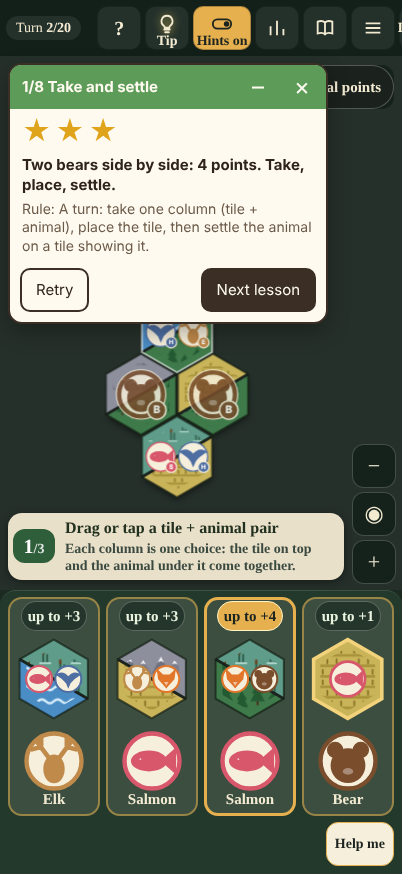 Turn 2/20
?
Tip
Hints on
1/8 Take and settle
al points
Two bears side by side: 4 points. Take,
place, settle.
Rule: A turn: take one column (tile +
animal), place the tile, then settle the animal
on a tile showing it.
Retry
Next lesson
H
E
B
B
S
H
1/3
Drag or tap a tile + animal pair
Each column is one choice: the tile on top
and the animal under it come together.
up to +3
up to +3
up to +4
up to +1
Elk
Salmon
Salmon
Bear
Help me